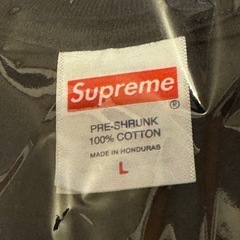 Supreme
®
PRE-SHRUNK
100% COTTON
MADE IN HONDURAS
L